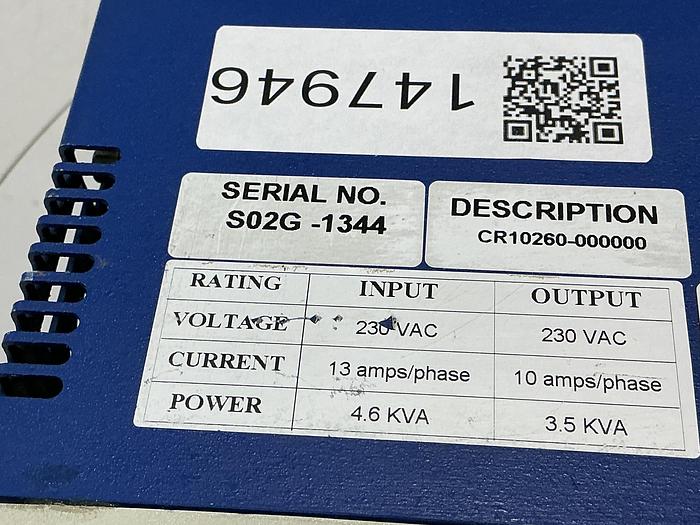 147946
SERIAL NO.
S02G -1344
DESCRIPTION
CR10260-000000
RATING INPUT OUTPUT
VOLTAGE 230 VAC 230 VAC
CURRENT 13 amps/phase 10 amps/phase
POWER 4.6 KVA 3.5 KVA